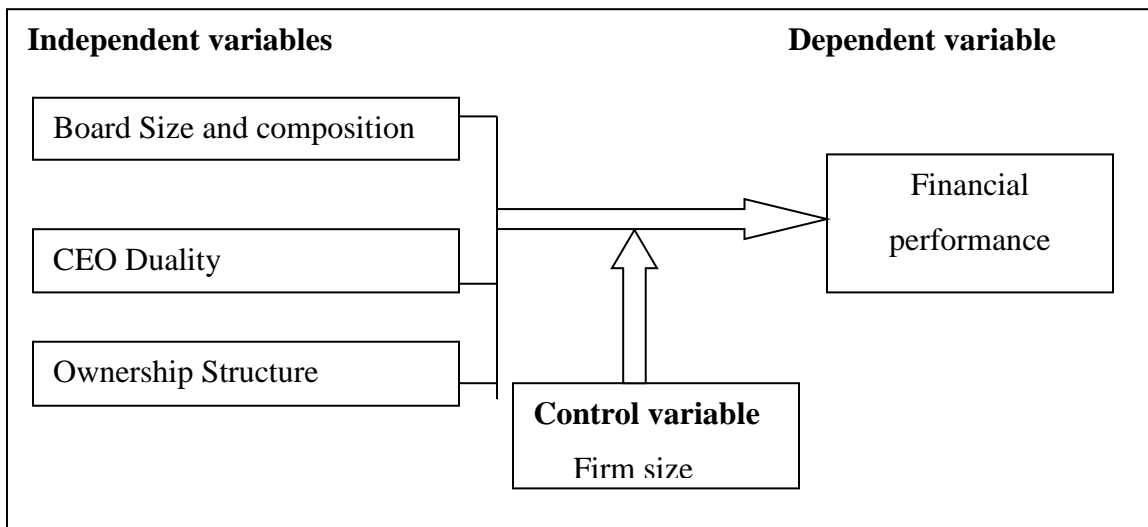 Independent variables
Dependent variable
Board Size and composition
Financial
performance
CEO Duality
Ownership Structure
Control variable
Firm size